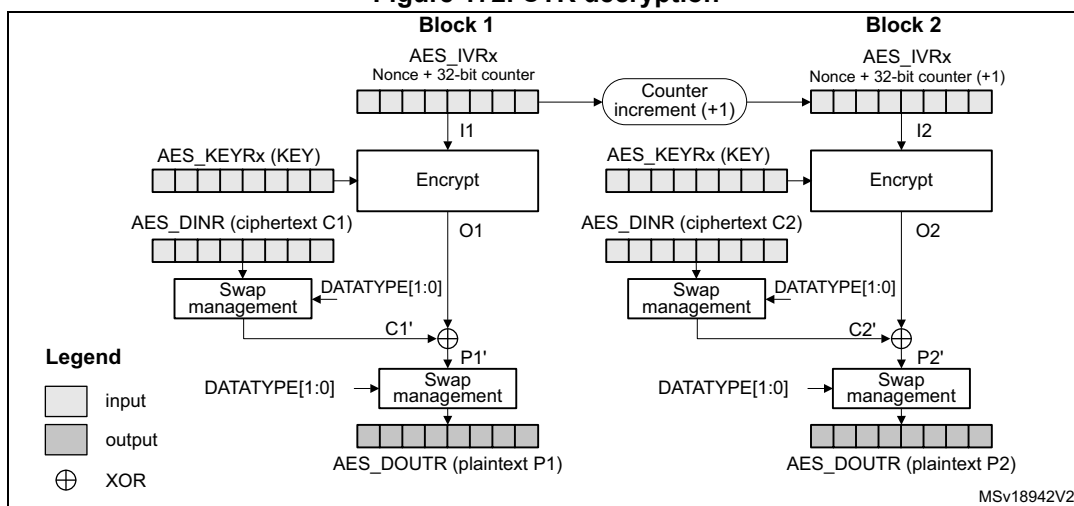 Figure CTR decryption
Block 1
Block 2
AES_IVRx
Nonce + 32-bit counter
Counter
increment (+1)
AES_IVRx
Nonce + 32-bit counter (+1)
I1
I2
AES_KEYRx (KEY)
Encrypt
AES_KEYRx (KEY)
Encrypt
AES_DINR (ciphertext C1)
O1
AES_DINR (ciphertext C2)
O2
Swap
management
DATATYPE[1:0]
Swap
management
DATATYPE[1:0]
C1'
C2'
P1'
P2'
DATATYPE[1:0]
Swap
management
DATATYPE[1:0]
Swap
management
AES_DOUTR (plaintext P1)
AES_DOUTR (plaintext P2)
Legend
input
output
XOR
MSv18942V2